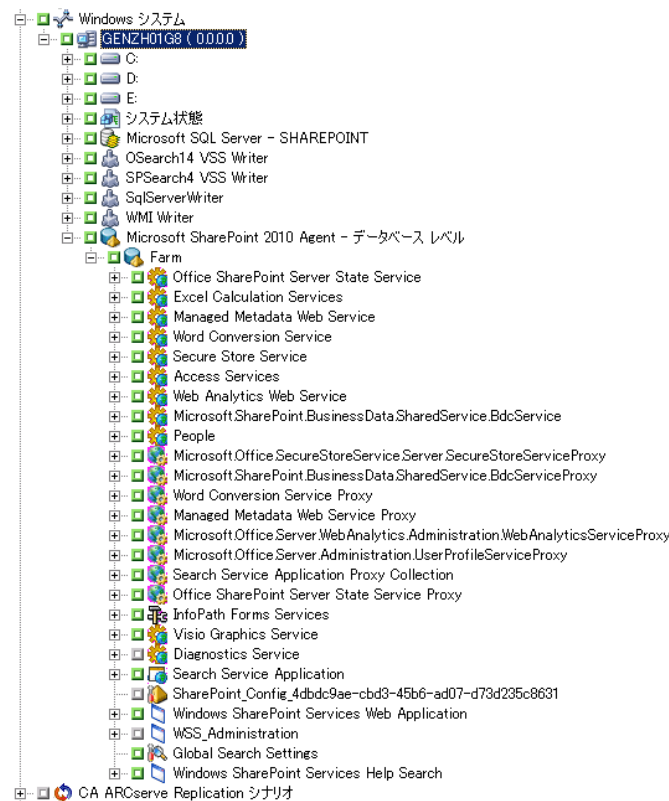 Windows システム
GENZH01G8 ( 0.0.0.0 )
C:
D:
E:
システム状態
Microsoft SQL Server - SHAREPOINT
OSearch14 VSS Writer
SPSearch4 VSS Writer
SqlServerWriter
WMI Writer
Microsoft SharePoint 2010 Agent - データベース レベル
Farm
Office SharePoint Server State Service
Excel Calculation Services
Managed Metadata Web Service
Word Conversion Service
Secure Store Service
Access Services
Web Analytics Web Service
Microsoft.SharePoint.BusinessData.SharedService.BdcService
People
Microsoft.Office.SecureStoreService.Server.SecureStoreServiceProxy
Microsoft.SharePoint.BusinessData.SharedService.BdcServiceProxy
Word Conversion Service Proxy
Managed Metadata Web Service Proxy
Microsoft.Office.Server.WebAnalytics.Administration.WebAnalyticsServiceProxy
Microsoft.Office.Server.Administration.UserProfileServiceProxy
Search Service Application Proxy Collection
Office SharePoint Server State Service Proxy
InfoPath Forms Services
Visio Graphics Service
Diagnostics Service
Search Service Application
SharePoint_Config_4dbdc9ae-cbd3-45b6-ad07-d73d235c8631
Windows SharePoint Services Web Application
WSS_Administration
Global Search Settings
Windows SharePoint Services Help Search
CA ARCserve Replication シナリオ